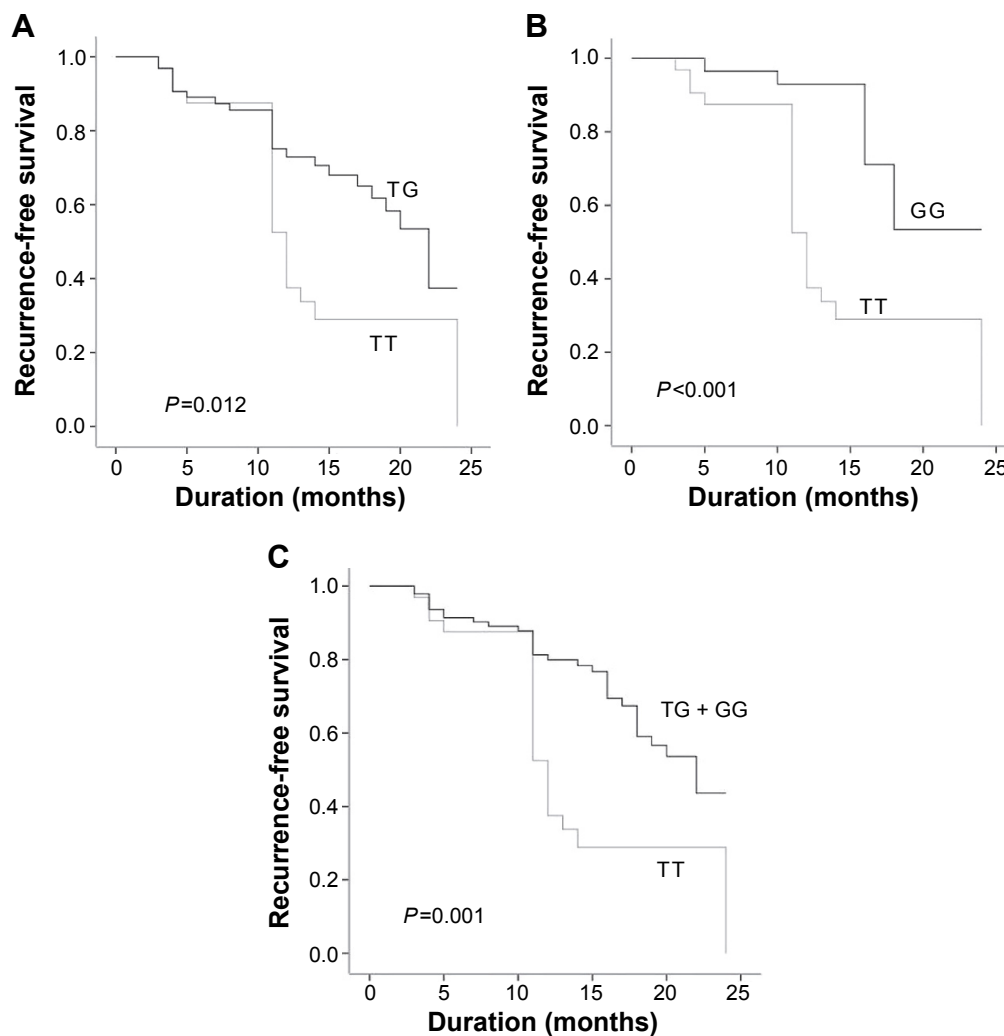 A
Recurrence-free survival
1.0
0.8
0.6
0.4
0.2
0.0
TG
TT
P=0.012
0 5 10 15 20 25
Duration (months)
B
Recurrence-free survival
1.0
0.8
0.6
0.4
0.2
0.0
GG
TT
P<0.001
0 5 10 15 20 25
Duration (months)
C
Recurrence-free survival
1.0
0.8
0.6
0.4
0.2
0.0
TG + GG
TT
P=0.001
0 5 10 15 20 25
Duration (months)